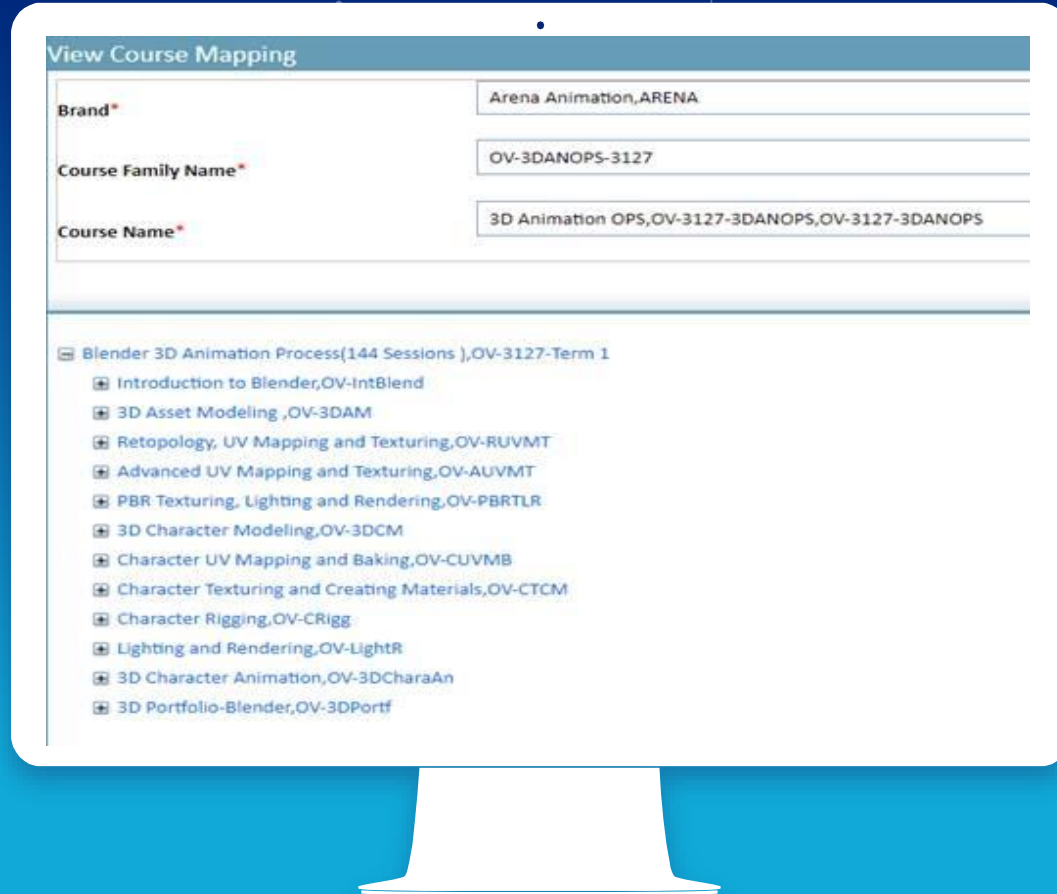 View Course Mapping
Brand*
Arena Animation,ARENA
Course Family Name*
OV-3DANOPS-3127
Course Name*
3D Animation OPS,OV-3127-3DANOPS,OV-3127-3DANOPS
Blender 3D Animation Process(144 Sessions ),OV-3127-Term 1
Introduction to Blender,OV-IntBlend
3D Asset Modeling ,OV-3DAM
Retopology, UV Mapping and Texturing,OV-RUVMT
Advanced UV Mapping and Texturing,OV-AUVMT
PBR Texturing, Lighting and Rendering,OV-PBRTLR
3D Character Modeling,OV-3DCM
Character UV Mapping and Baking,OV-CUVMB
Character Texturing and Creating Materials,OV-CTCM
Character Rigging,OV-CRigg
Lighting and Rendering,OV-LightR
3D Character Animation,OV-3DCharaAn
3D Portfolio-Blender,OV-3DPortf